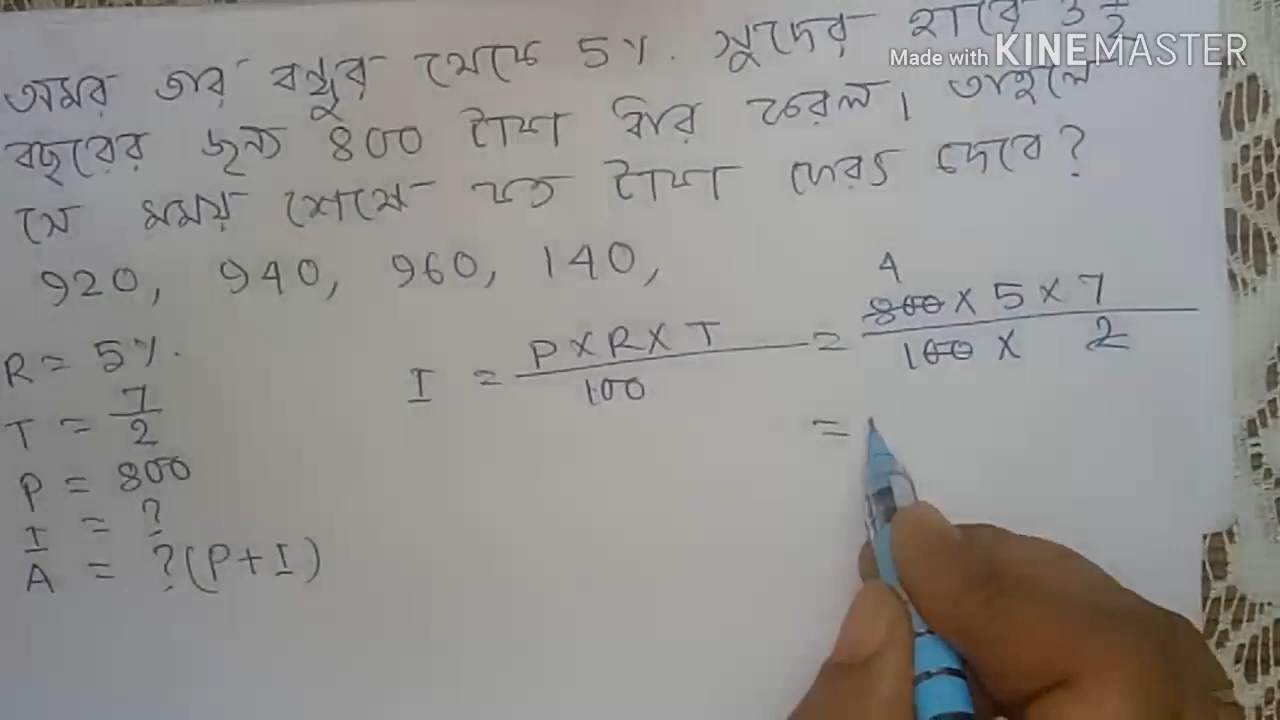 অমর তার বন্ধুর থেকে 5%. সুদের হারে 3 1/2
Made with KINEMASTER
বছরের জন্য 800 টাকা ধার করল। তাহলে
সে সময় শেষে কত টাকা ফেরৎ দেবে?
920, 940, 960, 140,
R = 5%.
T = 7/2
P = 800
I = ?
A = ? (P+I)
I = P×R×T/100 = 800×5×7/100×2
4
=